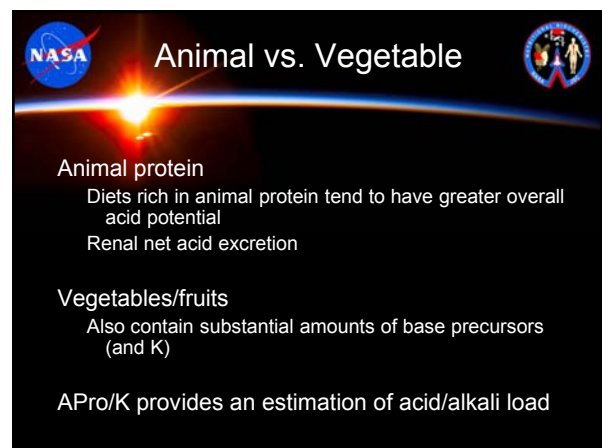 NASA
Animal vs. Vegetable
Animal protein
Diets rich in animal protein tend to have greater overall
acid potential
Renal net acid excretion
Vegetables/fruits
Also contain substantial amounts of base precursors
(and K)
APro/K provides an estimation of acid/alkali load